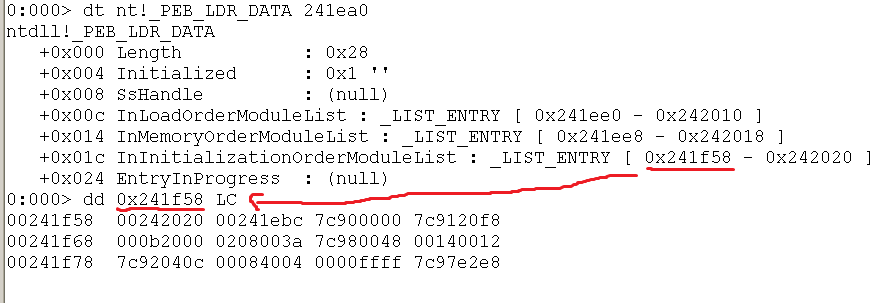 0:000> dt nt!_PEB_LDR_DATA 241ea0
ntdll!_PEB_LDR_DATA
+0x000 Length : 0x28
+0x004 Initialized : 0x1 ''
+0x008 SsHandle : (null)
+0x00c InLoadOrderModuleList : _LIST_ENTRY [ 0x241ee0 - 0x242010 ]
+0x014 InMemoryOrderModuleList : _LIST_ENTRY [ 0x241ee8 - 0x242018 ]
+0x01c InInitializationOrderModuleList : _LIST_ENTRY [ 0x241f58 - 0x242020 ]
+0x024 EntryInProgress : (null)
0:000> dd 0x241f58 LC
00241f58 00242020 00241ebc 7c900000 7c9120f8
00241f68 000b2000 0208003a 7c980048 00140012
00241f78 7c92040c 00084004 0000ffff 7c97e2e8